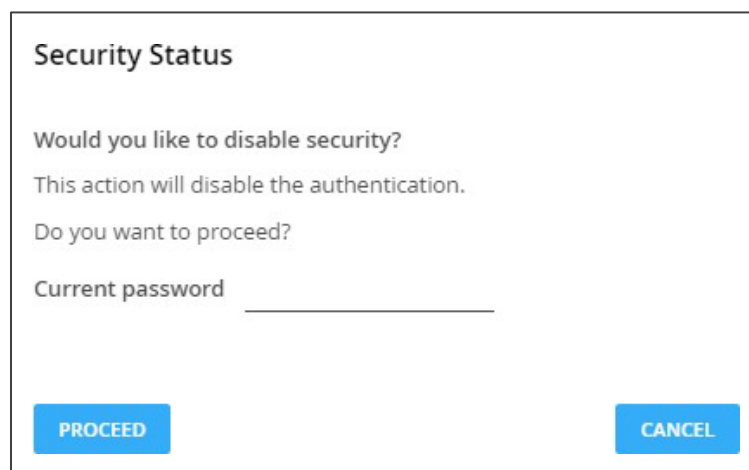 Security Status
Would you like to disable security?
This action will disable the authentication.
Do you want to proceed?
Current password
PROCEED
CANCEL